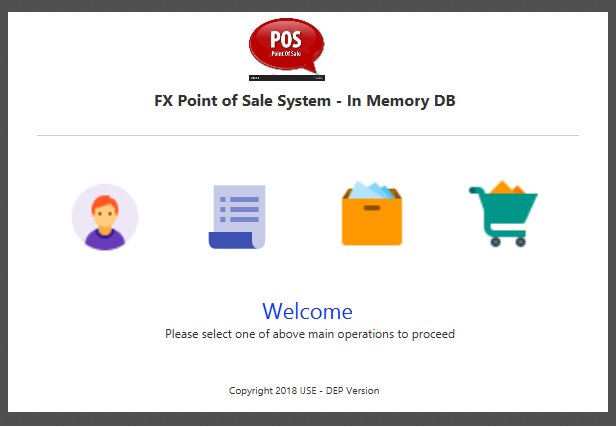 POS
Point Of Sale
FX Point of Sale System - In Memory DB
Welcome
Please select one of above main operations to proceed
Copyright 2018 IJSE - DEP Version